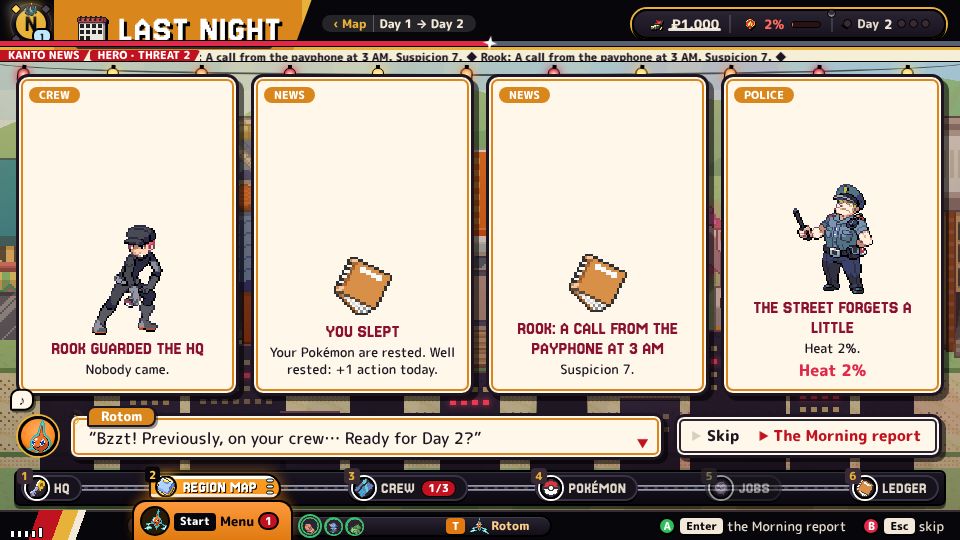 N
1
LAST NIGHT
‹ Map
Day 1 → Day 2
₽1,000
2%
Day 2
KANTO NEWS
HERO · THREAT 2
: A call from the payphone at 3 AM. Suspicion 7. ◆ Rook: A call from the payphone at 3 AM. Suspicion 7. ◆
CREW
ROOK GUARDED THE HQ
Nobody came.
NEWS
YOU SLEPT
Your Pokémon are rested. Well
rested: +1 action today.
NEWS
ROOK: A CALL FROM THE
PAYPHONE AT 3 AM
Suspicion 7.
POLICE
THE STREET FORGETS A
LITTLE
Heat 2%.
Heat 2%
♪
Rotom
“Bzzt! Previously, on your crew··· Ready for Day 2?”
Skip
The Morning report
1 HQ
2 REGION MAP
3 CREW 1/3
4 POKÉMON
5 JOBS
6 LEDGER
Start Menu 1
T Rotom
A Enter the Morning report
B Esc skip